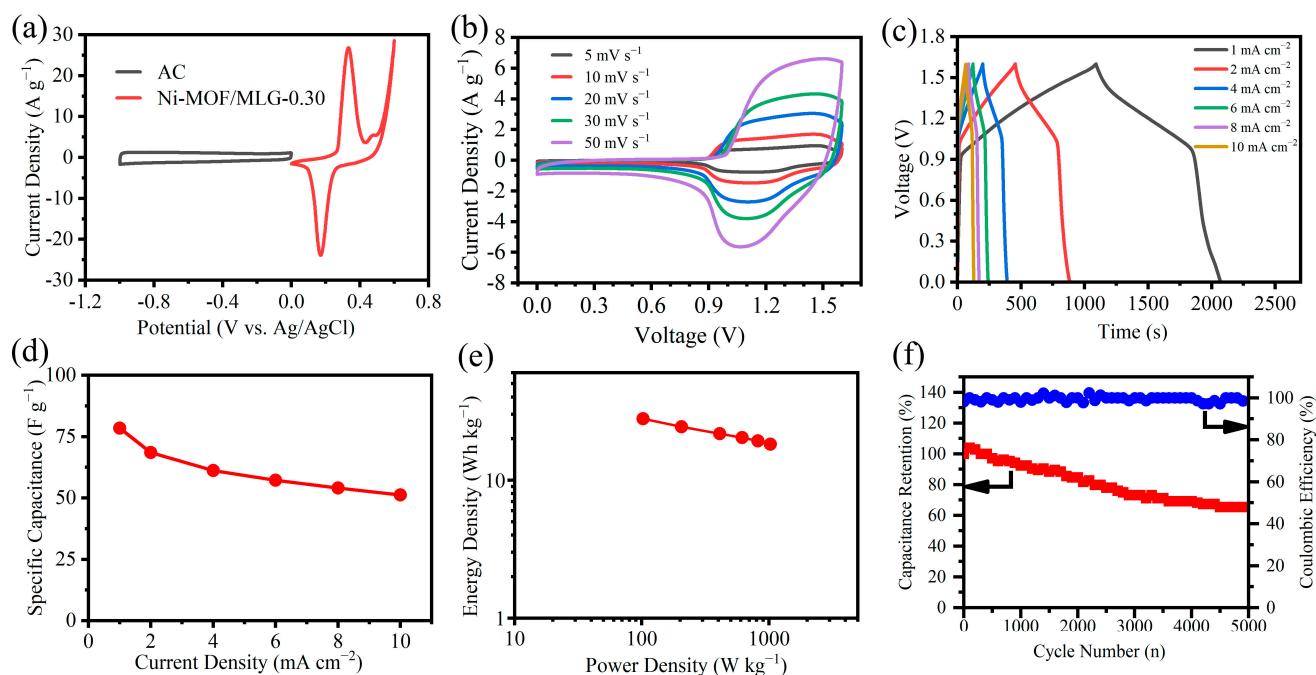 (a)
30
20
10
0
-10
-20
-30
Current Density (A g⁻¹)
AC
Ni-MOF/MLG-0.30
-1.2 -0.8 -0.4 0.0 0.4 0.8
Potential (V vs. Ag/AgCl)
(b)
8
6
4
2
0
-2
-4
-6
-8
Current Density (A g⁻¹)
5 mV s⁻¹
10 mV s⁻¹
20 mV s⁻¹
30 mV s⁻¹
50 mV s⁻¹
0.0 0.3 0.6 0.9 1.2 1.5
Voltage (V)
(c)
1.8
1.5
1.2
0.9
0.6
0.3
0.0
Voltage (V)
1 mA cm⁻²
2 mA cm⁻²
4 mA cm⁻²
6 mA cm⁻²
8 mA cm⁻²
10 mA cm⁻²
0 500 1000 1500 2000 2500
Time (s)
(d)
100
75
50
25
0
Specific Capacitance (F g⁻¹)
0 2 4 6 8 10
Current Density (mA cm⁻²)
(e)
10
1
Energy Density (Wh kg⁻¹)
10 100 1000
Power Density (W kg⁻¹)
(f)
140
120
100
80
60
40
20
0
Capacitance Retention (%)
100
80
60
40
20
0
Coulombic Efficiency (%)
0 1000 2000 3000 4000 5000
Cycle Number (n)